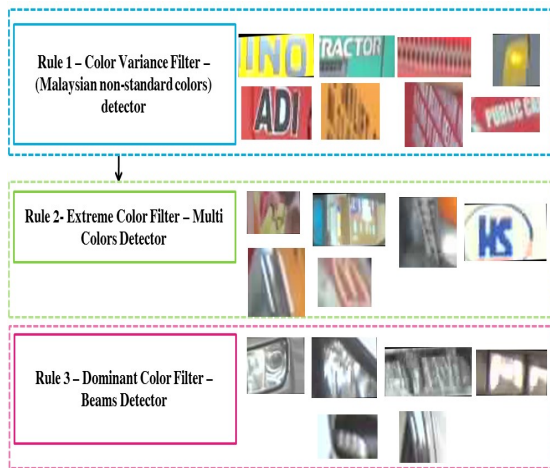 Rule 1 – Color Variance Filter –
(Malaysian non-standard colors)
detector
INO
RACTOR
ADI
PUBLIC CA
Rule 2- Extreme Color Filter – Multi
Colors Detector
HS
Rule 3 – Dominant Color Filter –
Beams Detector